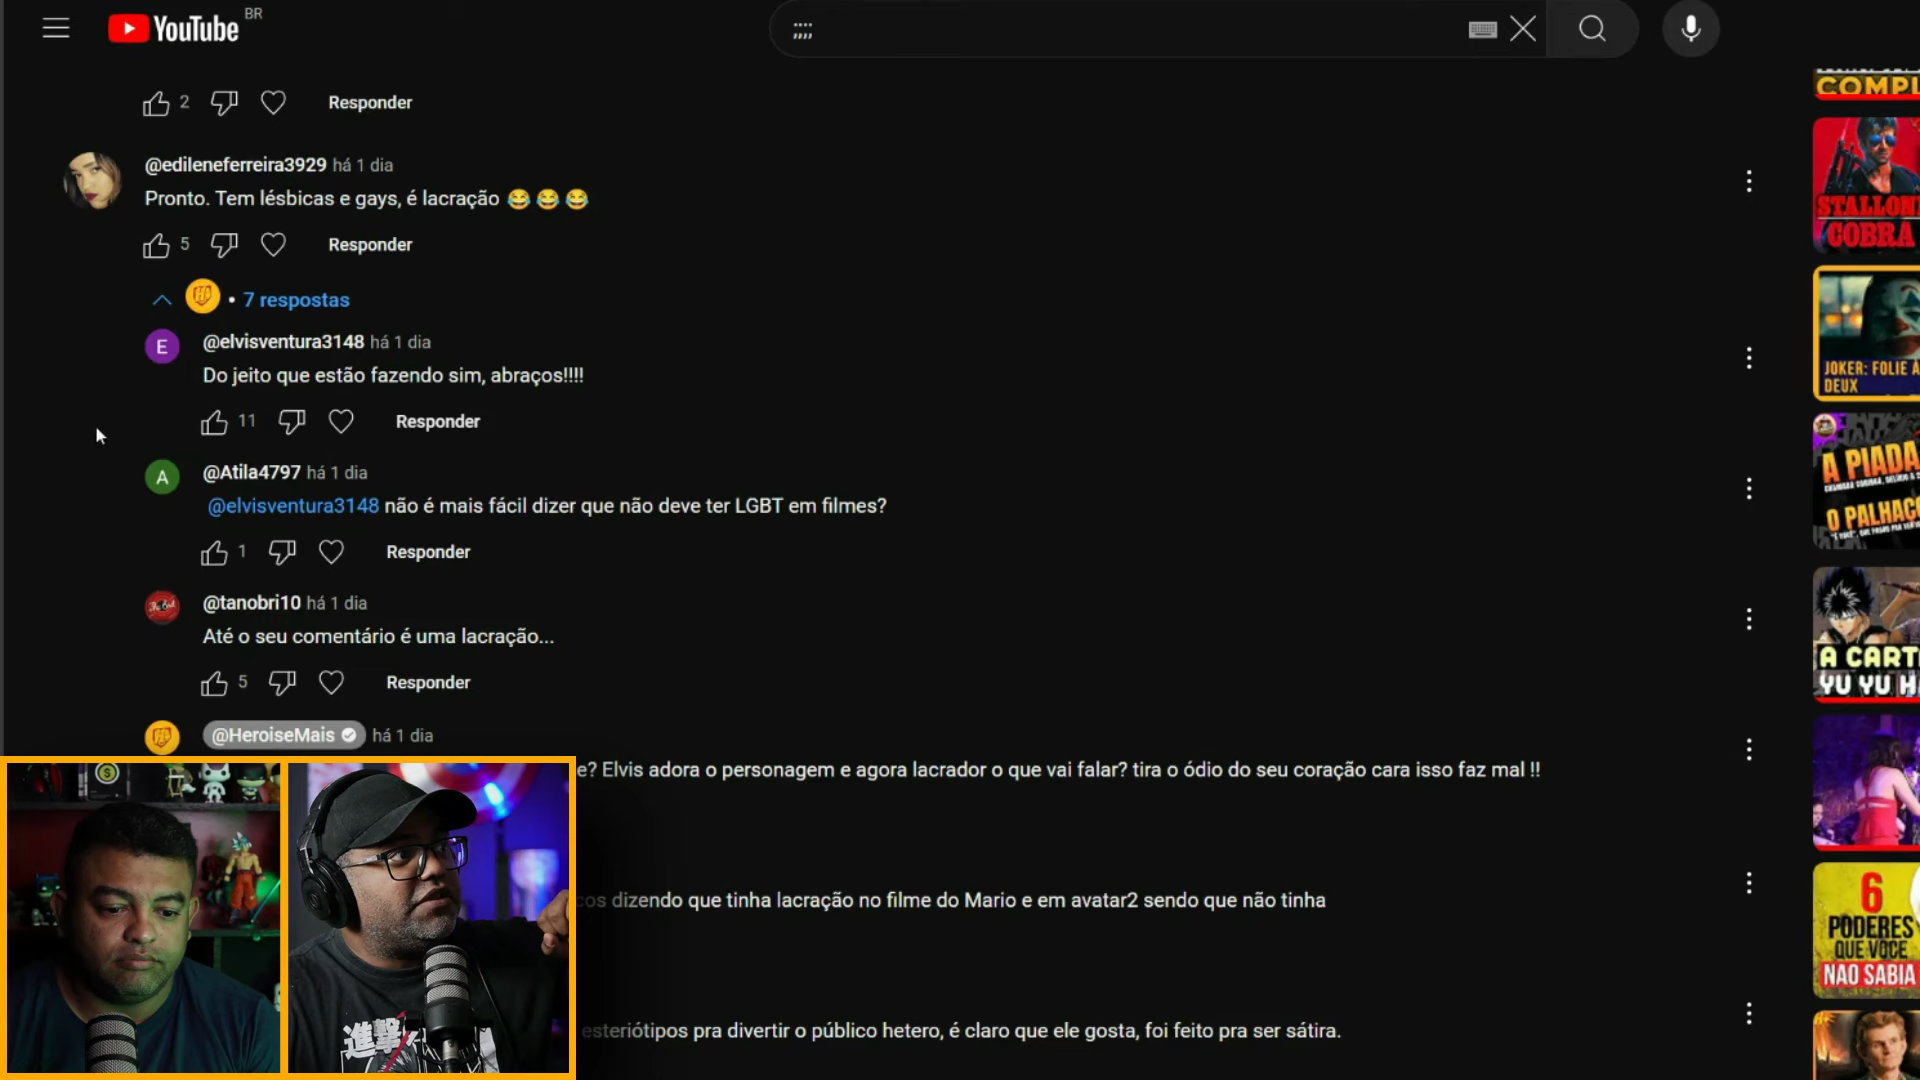 YouTube BR
;;;;
2 Responder
@edileneferreira3929 há 1 dia
Pronto. Tem lésbicas e gays, é lacração 😂 😂 😂
5 Responder
• 7 respostas
E @elvisventura3148 há 1 dia
Do jeito que estão fazendo sim, abraços!!!!
11 Responder
A @Atila4797 há 1 dia
@elvisventura3148 não é mais fácil dizer que não deve ter LGBT em filmes?
1 Responder
@tanobri10 há 1 dia
Até o seu comentário é uma lacração...
5 Responder
@HeroiseMais há 1 dia
e? Elvis adora o personagem e agora lacrador o que vai falar? tira o ódio do seu coração cara isso faz mal !!
cos dizendo que tinha lacração no filme do Mario e em avatar2 sendo que não tinha
esteriótipos pra divertir o público hetero, é claro que ele gosta, foi feito pra ser sátira.
COMPL
STALLON
COBRA
JOKER: FOLIE À
DEUX
A PIADA
O PALHAÇO
A CART
YU YU H
6
PODERES
QUE VOCÊ
NAO SABIA
進撃